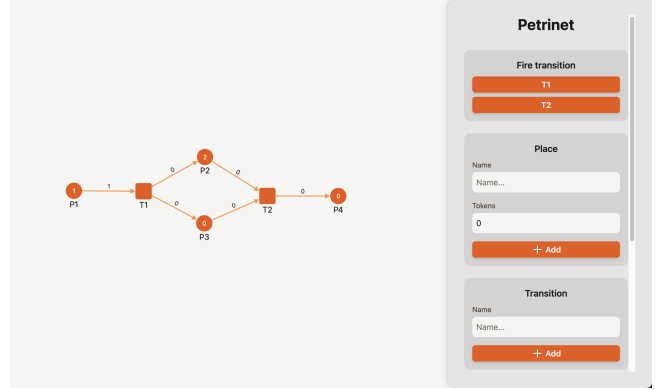 Petrinet
Fire transition
T1
T2
Place
Name
Name...
Tokens
0
+ Add
Transition
Name
Name...
+ Add
2
P2
0
0
1
P1
1
T1
T2
0
0
P4
0
0
0
P3